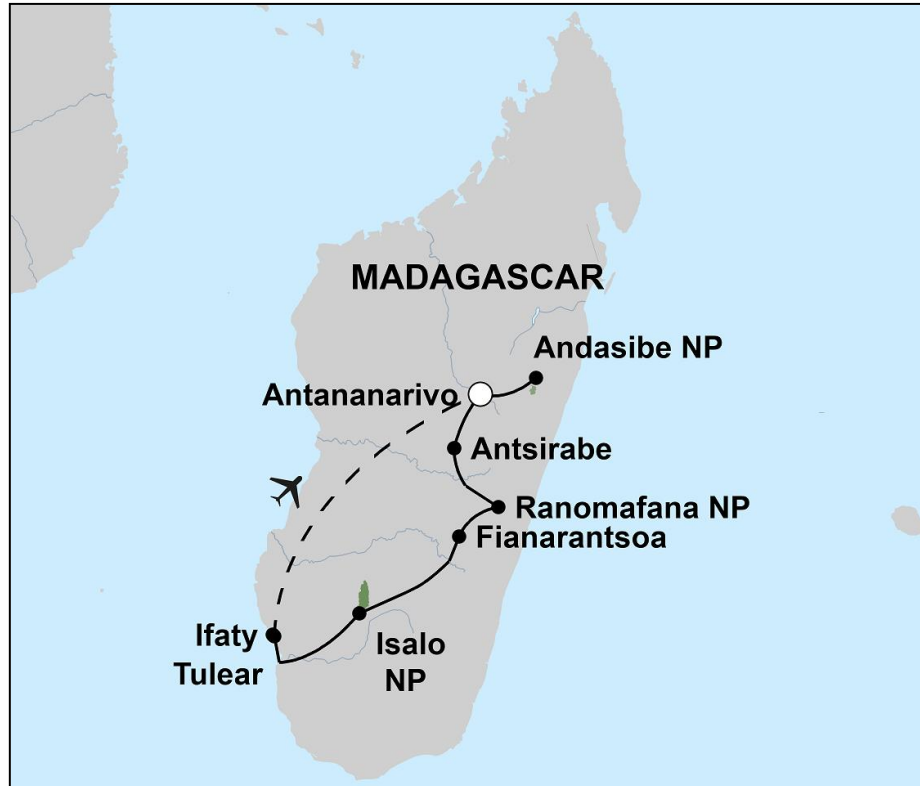 MADAGASCAR
Andasibe NP
Antananarivo
Antsirabe
Ranomafana NP
Fianarantsoa
Ifaty
Tulear
Isalo
NP